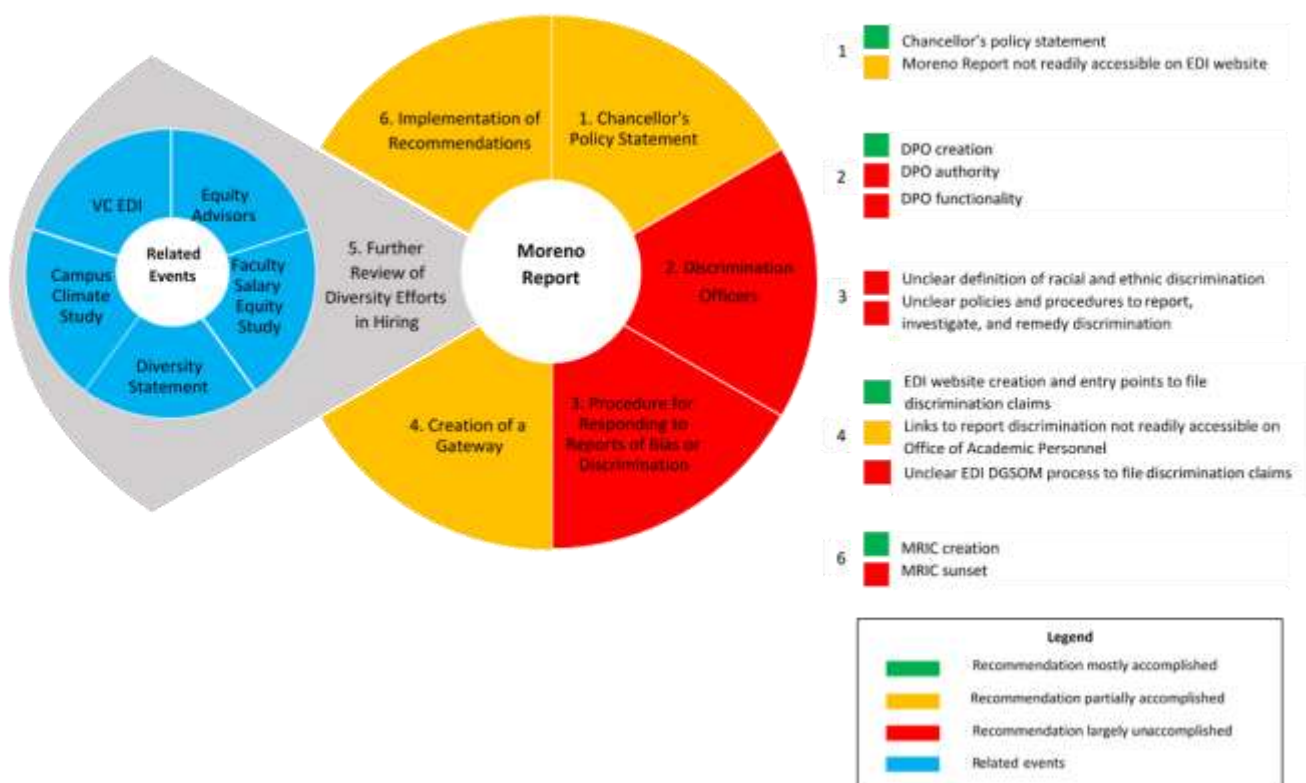 6. Implementation of
Recommendations
1. Chancellor's
Policy Statement
2. Discrimination
Officers
3. Procedure for
Responding to
Reports of Bias or
Discrimination
4. Creation of a
Gateway
5. Further
Review of
Diversity Efforts
in Hiring
Moreno
Report
VC EDI
Equity
Advisors
Faculty
Salary
Equity
Study
Diversity
Statement
Campus
Climate
Study
Related
Events
1
Chancellor's policy statement
Moreno Report not readily accessible on EDI website
2
DPO creation
DPO authority
DPO functionality
3
Unclear definition of racial and ethnic discrimination
Unclear policies and procedures to report,
investigate, and remedy discrimination
4
EDI website creation and entry points to file
discrimination claims
Links to report discrimination not readily accessible on
Office of Academic Personnel
Unclear EDI DGSOM process to file discrimination claims
6
MRIC creation
MRIC sunset
Legend
Recommendation mostly accomplished
Recommendation partially accomplished
Recommendation largely unaccomplished
Related events